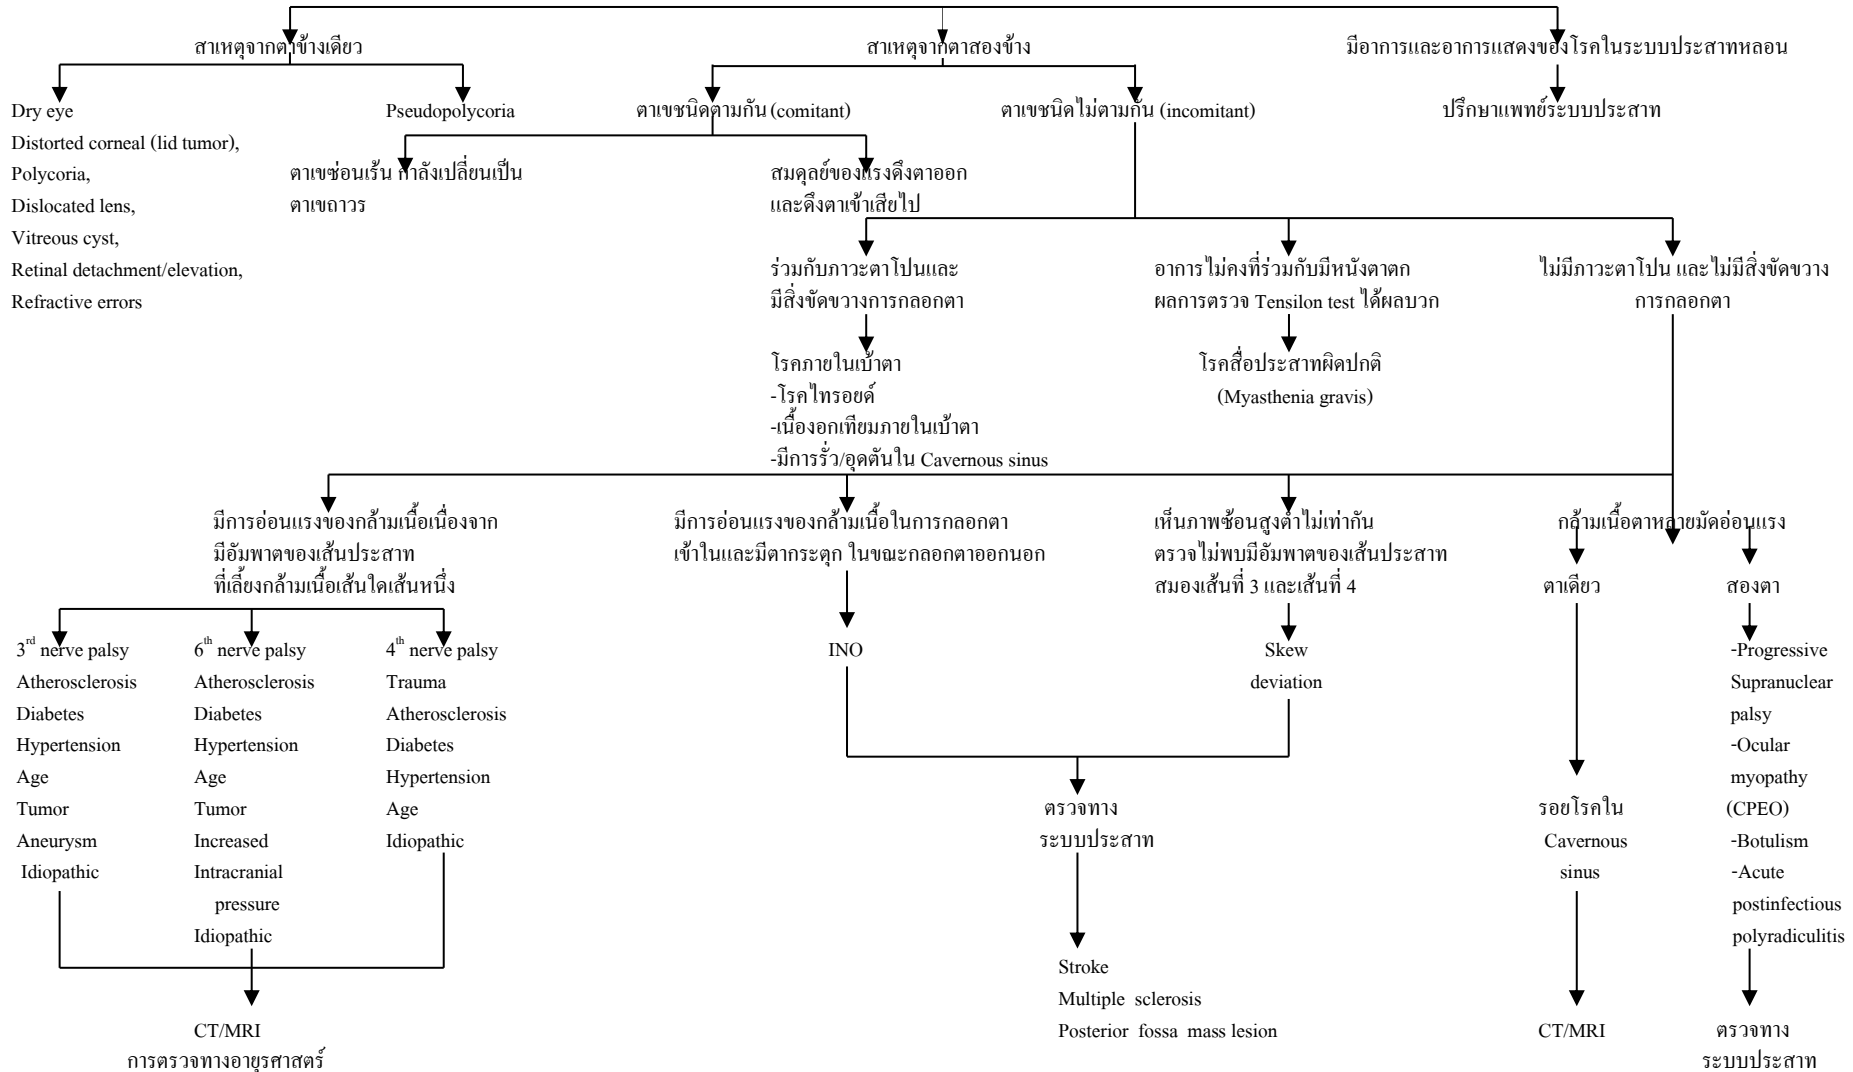 สาเหตุจากตาข้างเดียว
สาเหตุจากตาสองข้าง
มีอาการและอาการแสดงของโรคในระบบประสาทหลอน
Dry eye
Distorted corneal (lid tumor),
Polycoria,
Dislocated lens,
Vitreous cyst,
Retinal detachment/elevation,
Refractive errors
Pseudopolycoria
ตาเขชนิดตามกัน (comitant)
ตาเขชนิดไม่ตามกัน (incomitant)
ปรึกษาแพทย์ระบบประสาท
ตาเขซ่อนเร้น กำลังเปลี่ยนเป็น
ตาเขถาวร
สมดุลย์ของแรงดึงตาออก
และดึงตาเข้าเสียไป
ร่วมกับภาวะตาโปนและ
มีสิ่งขัดขวางการกลอกตา
อาการไม่คงที่ร่วมกับมีหนังตาตก
ผลการตรวจ Tensilon test ได้ผลบวก
ไม่มีภาวะตาโปน และไม่มีสิ่งขัดขวาง
การกลอกตา
โรคภายในเบ้าตา
-โรคไทรอยด์
-เนื้องอกเทียมภายในเบ้าตา
-มีการรั่ว/อุดตันใน Cavernous sinus
โรคสื่อประสาทผิดปกติ
(Myasthenia gravis)
มีการอ่อนแรงของกล้ามเนื้อเนื่องจาก
มีอัมพาตของเส้นประสาท
ที่เลี้ยงกล้ามเนื้อเส้นใดเส้นหนึ่ง
มีการอ่อนแรงของกล้ามเนื้อในการกลอกตา
เข้าในและมีตากระตุก ในขณะกลอกตาออกนอก
เห็นภาพซ้อนสูงต่ำไม่เท่ากัน
ตรวจไม่พบมีอัมพาตของเส้นประสาท
สมองเส้นที่ 3 และเส้นที่ 4
กล้ามเนื้อตาหลายมัดอ่อนแรง
ตาเดียว
สองตา
3rd nerve palsy
Atherosclerosis
Diabetes
Hypertension
Age
Tumor
Aneurysm
Idiopathic
6th nerve palsy
Atherosclerosis
Diabetes
Hypertension
Age
Tumor
Increased
Intracranial
pressure
Idiopathic
4th nerve palsy
Trauma
Atherosclerosis
Diabetes
Hypertension
Age
Idiopathic
CT/MRI
การตรวจทางอายุรศาสตร์
INO
Skew
deviation
ตรวจทาง
ระบบประสาท
Stroke
Multiple sclerosis
Posterior fossa mass lesion
รอยโรคใน
Cavernous
sinus
CT/MRI
-Progressive
Supranuclear
palsy
-Ocular
myopathy
(CPEO)
-Botulism
-Acute
postinfectious
polyradiculitis
ตรวจทาง
ระบบประสาท